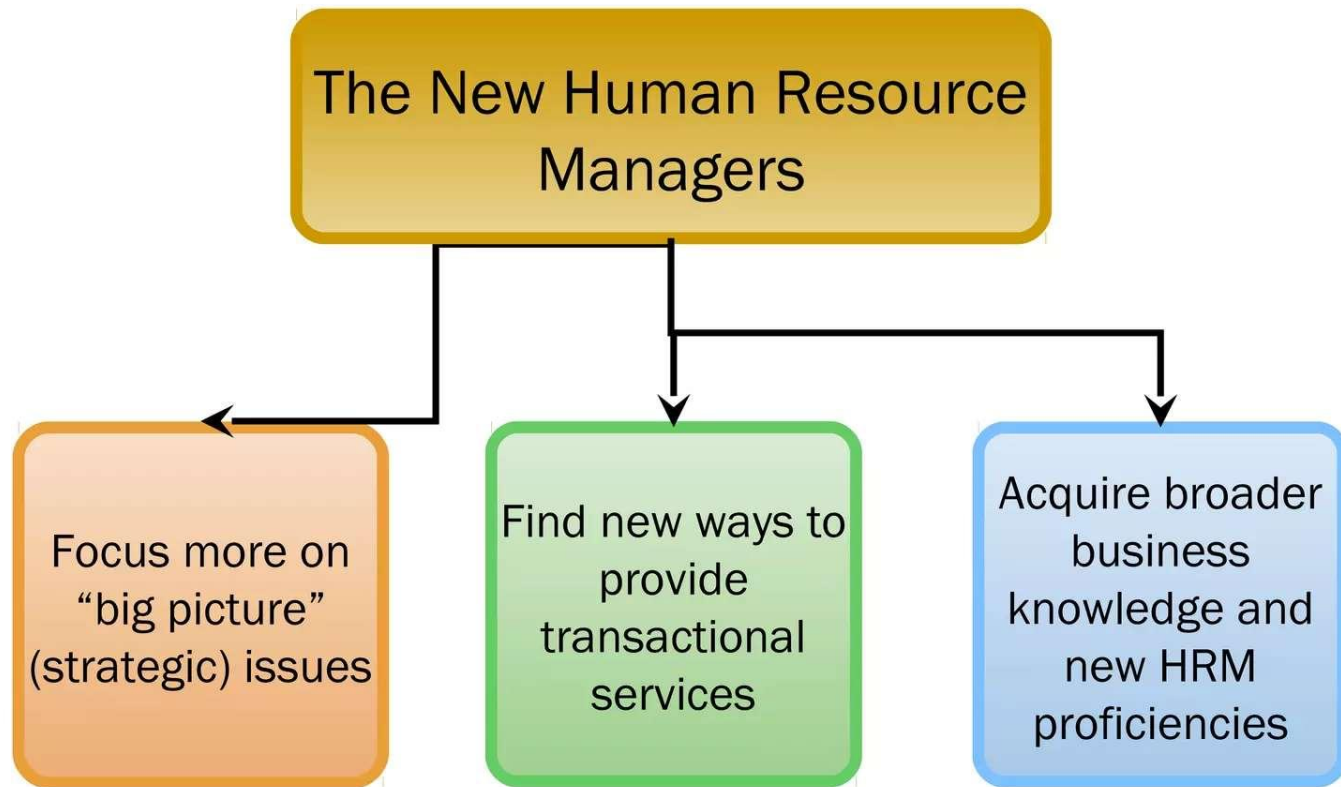 The New Human Resource
Managers
Focus more on
“big picture”
(strategic) issues
Find new ways to
provide
transactional
services
Acquire broader
business
knowledge and
new HRM
proficiencies